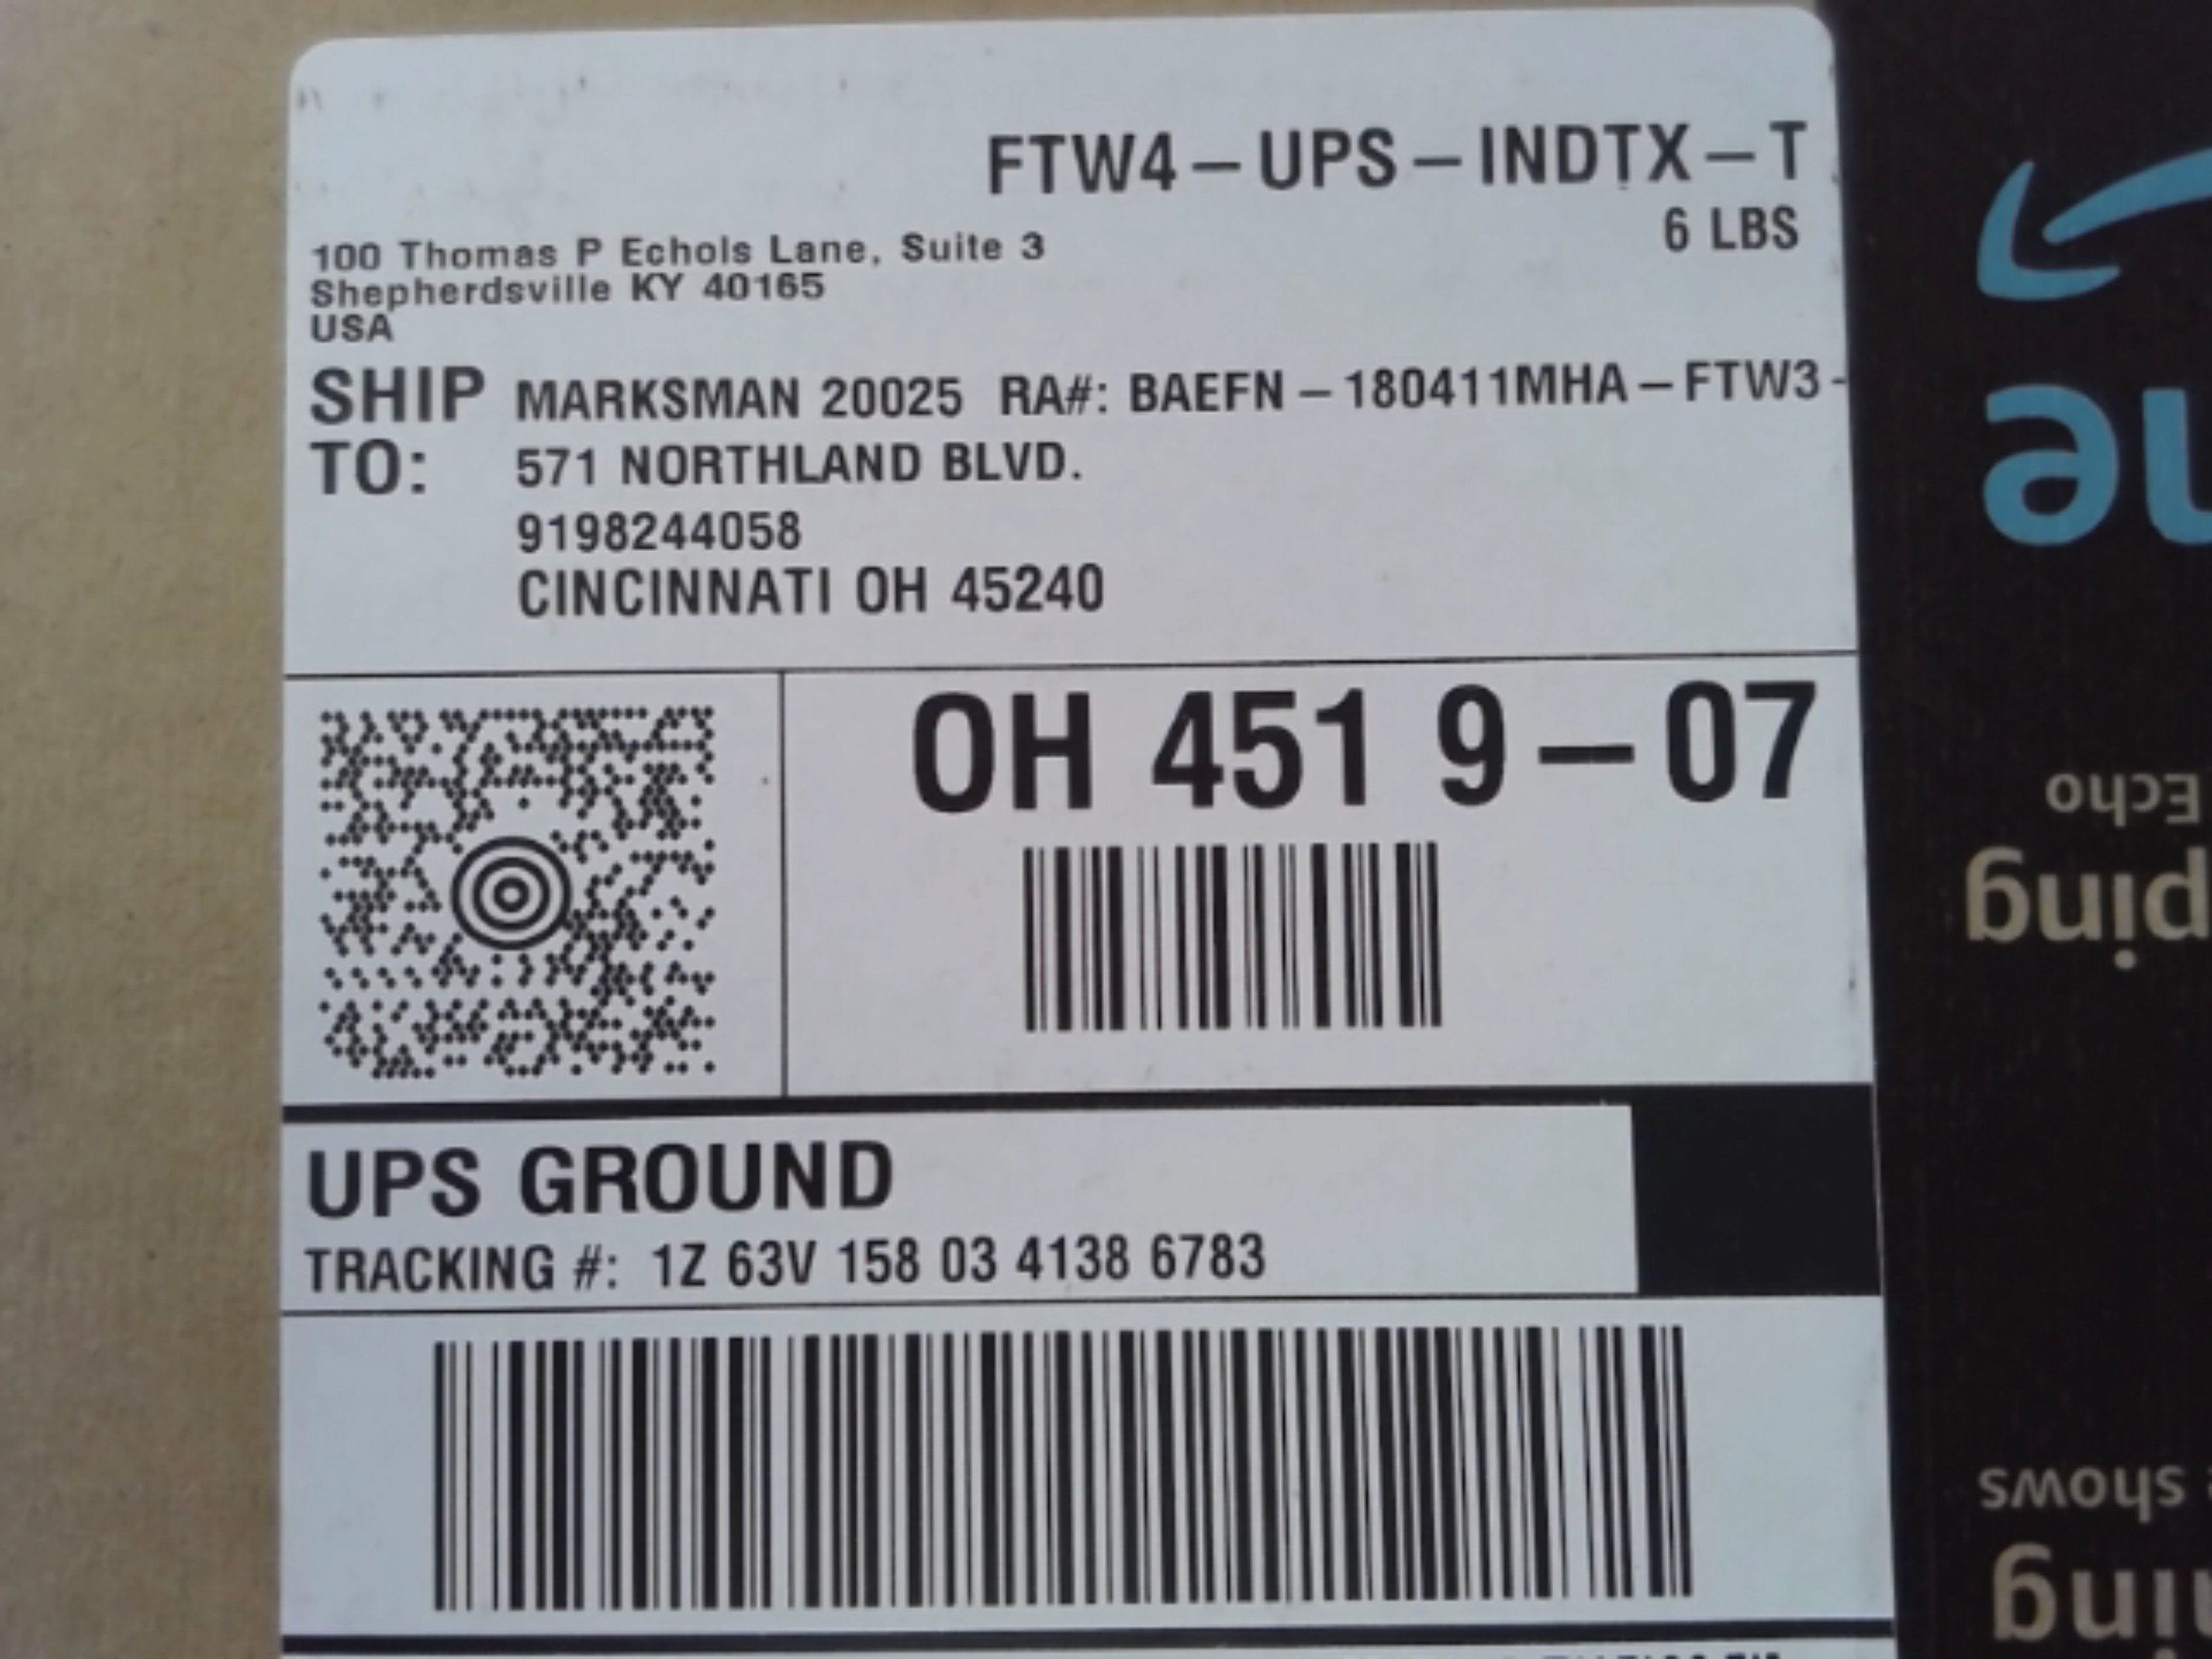 FTW4-UPS-INDTX-T
6 LBS
100 Thomas P Echols Lane, Suite 3
Shepherdsville KY 40165
USA
SHIP TO: MARKSMAN 20025 RA#: BAEFN-180411MHA-FTW3-
571 NORTHLAND BLVD.
9198244058
CINCINNATI OH 45240
OH 451 9-07
UPS GROUND
TRACKING #: 1Z 63V 158 03 4138 6783
shows
Echo